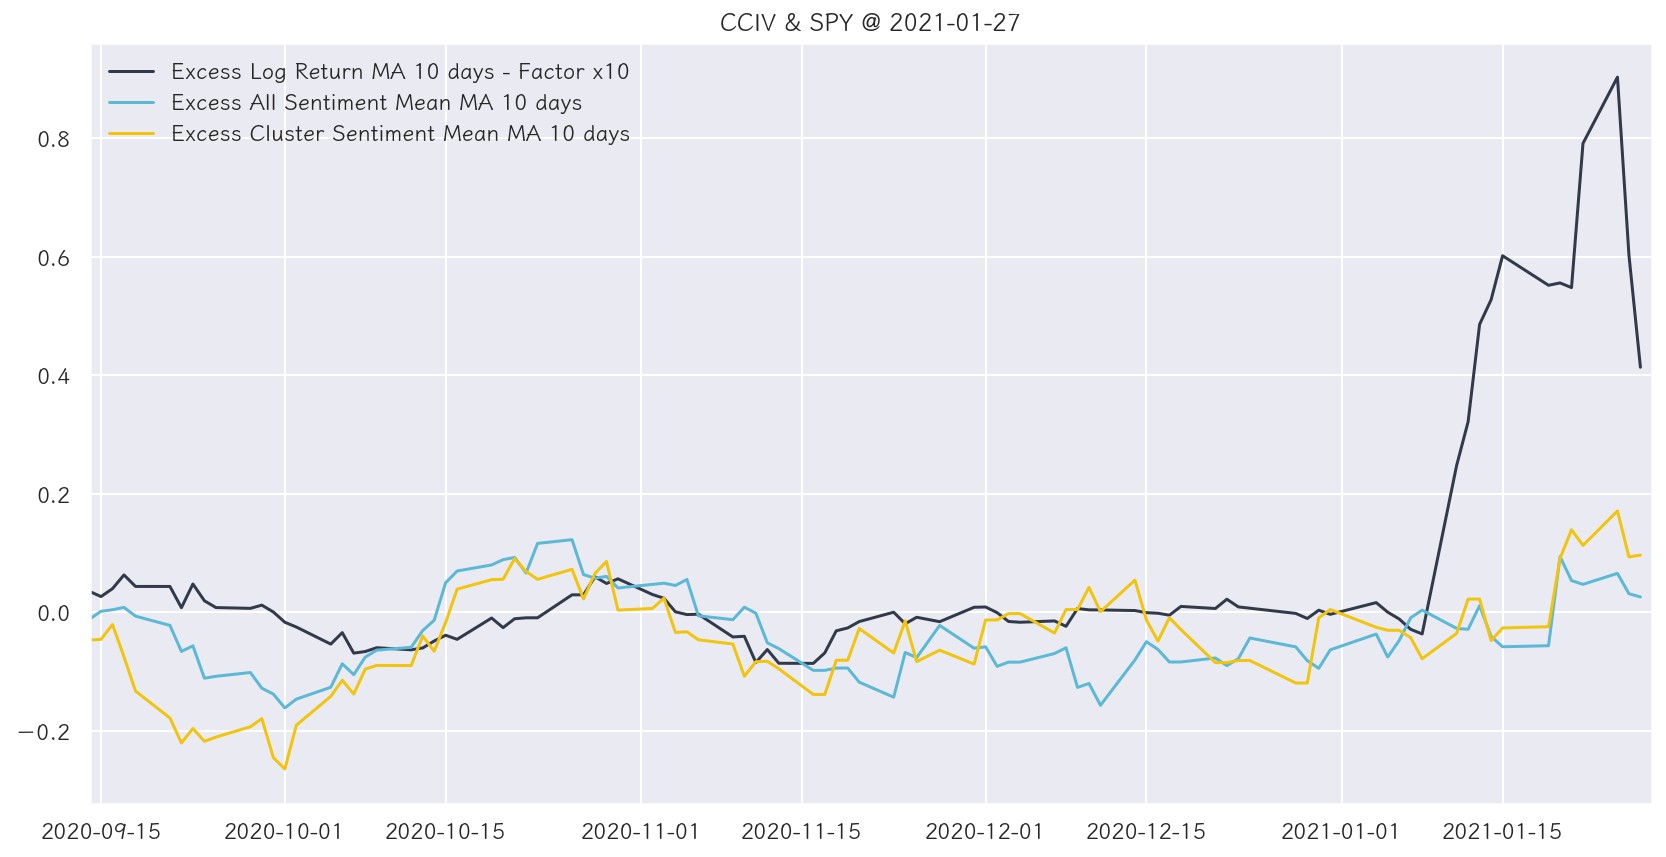 CCIV & SPY @ 2021-01-27
Excess Log Return MA 10 days - Factor x10
Excess All Sentiment Mean MA 10 days
Excess Cluster Sentiment Mean MA 10 days
0.8
0.6
0.4
0.2
0.0
−0.2
2020-09-15 2020-10-01 2020-10-15 2020-11-01 2020-11-15 2020-12-01 2020-12-15 2021-01-01 2021-01-15